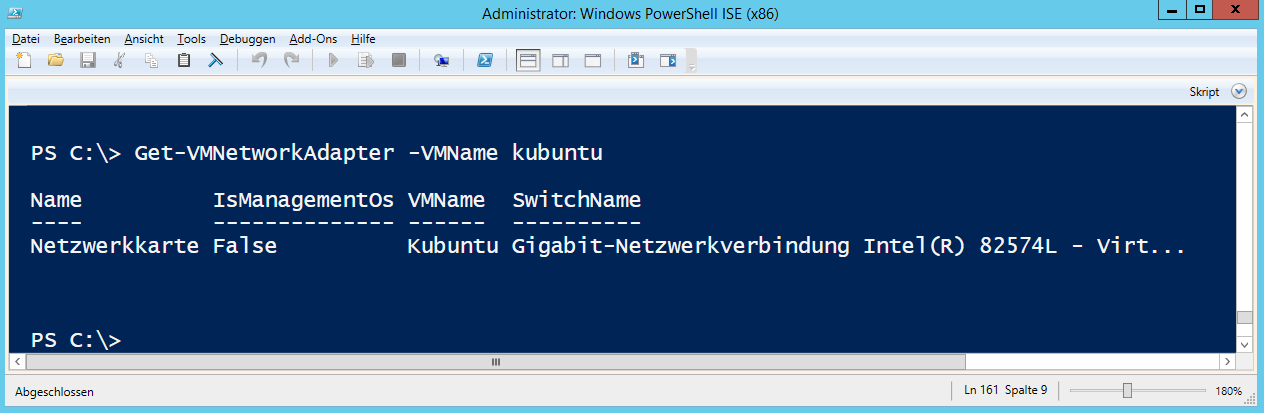 Administrator: Windows PowerShell ISE (x86)
Datei Bearbeiten Ansicht Tools Debuggen Add-Ons Hilfe
Skript
PS C:\> Get-VMNetworkAdapter -VMName kubuntu
Name IsManagementOs VMName SwitchName
---- -------------- ------ ----------
Netzwerkkarte False Kubuntu Gigabit-Netzwerkverbindung Intel(R) 82574L - Virt...
PS C:\>
Abgeschlossen Ln 161 Spalte 9 180%